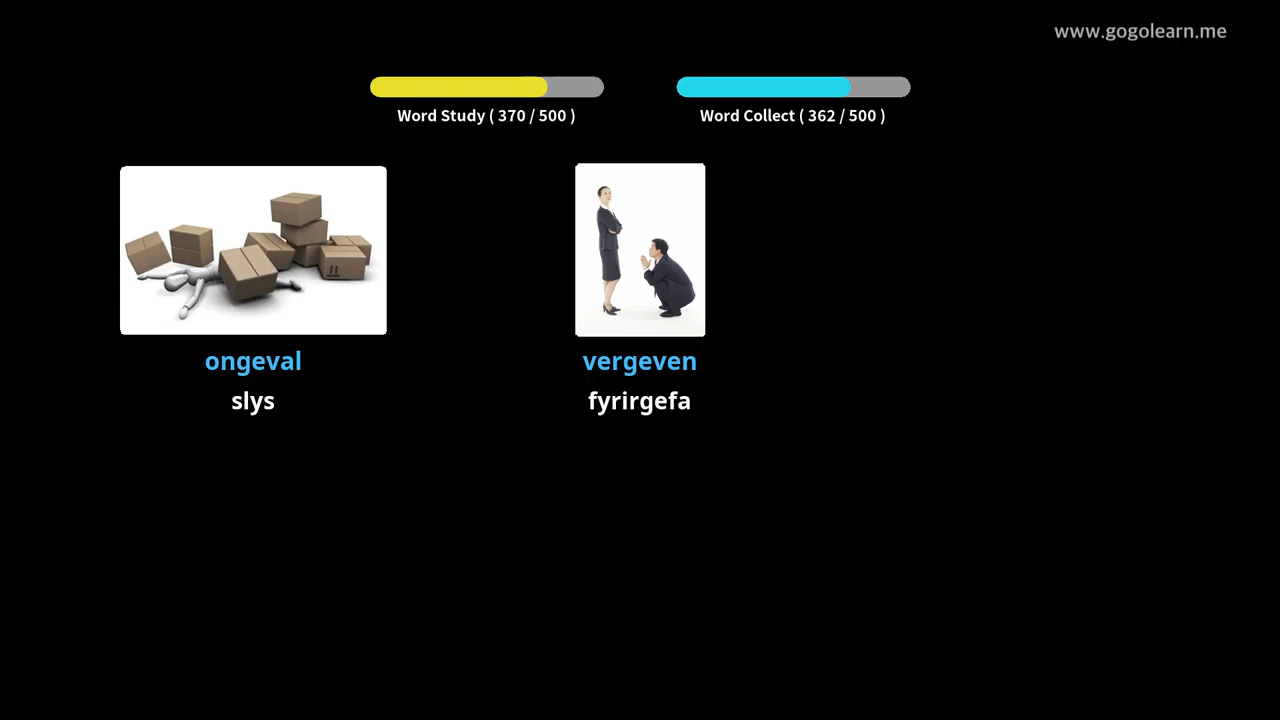 www.gogolearn.me
Word Study ( 370 / 500 )
Word Collect ( 362 / 500 )
ongeval
slys
vergeven
fyrirgefa